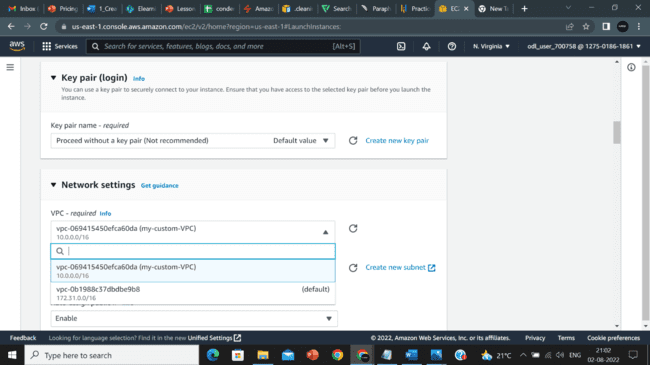 Inbox
Pricing
1_Crea
Elearn
Lesson
conde
Amazo
.clean
Search
Paraph
Practic
EC2
New T
us-east-1.console.aws.amazon.com/ec2/v2/home?region=us-east-1#LaunchInstances:
aws
Services
Search for services, features, blogs, docs, and more
[Alt+S]
N. Virginia
odl_user_700758 @ 1275-0186-1861
Key pair (login) Info
You can use a key pair to securely connect to your instance. Ensure that you have access to the selected key pair before you launch the
instance.
Key pair name - required
Proceed without a key pair (Not recommended) Default value
Create new key pair
Network settings Get guidance
VPC - required Info
vpc-069415450efca60da (my-custom-VPC)
10.0.0.0/16
vpc-069415450efca60da (my-custom-VPC)
10.0.0.0/16
Create new subnet
vpc-0b1988c37dbdbe9b8 (default)
172.31.0.0/16
Enable
Feedback Looking for language selection? Find it in the new Unified Settings © 2022, Amazon Web Services, Inc. or its affiliates. Privacy Terms Cookie preferences
Type here to search
21°C
ENG
21:02
02-08-2022